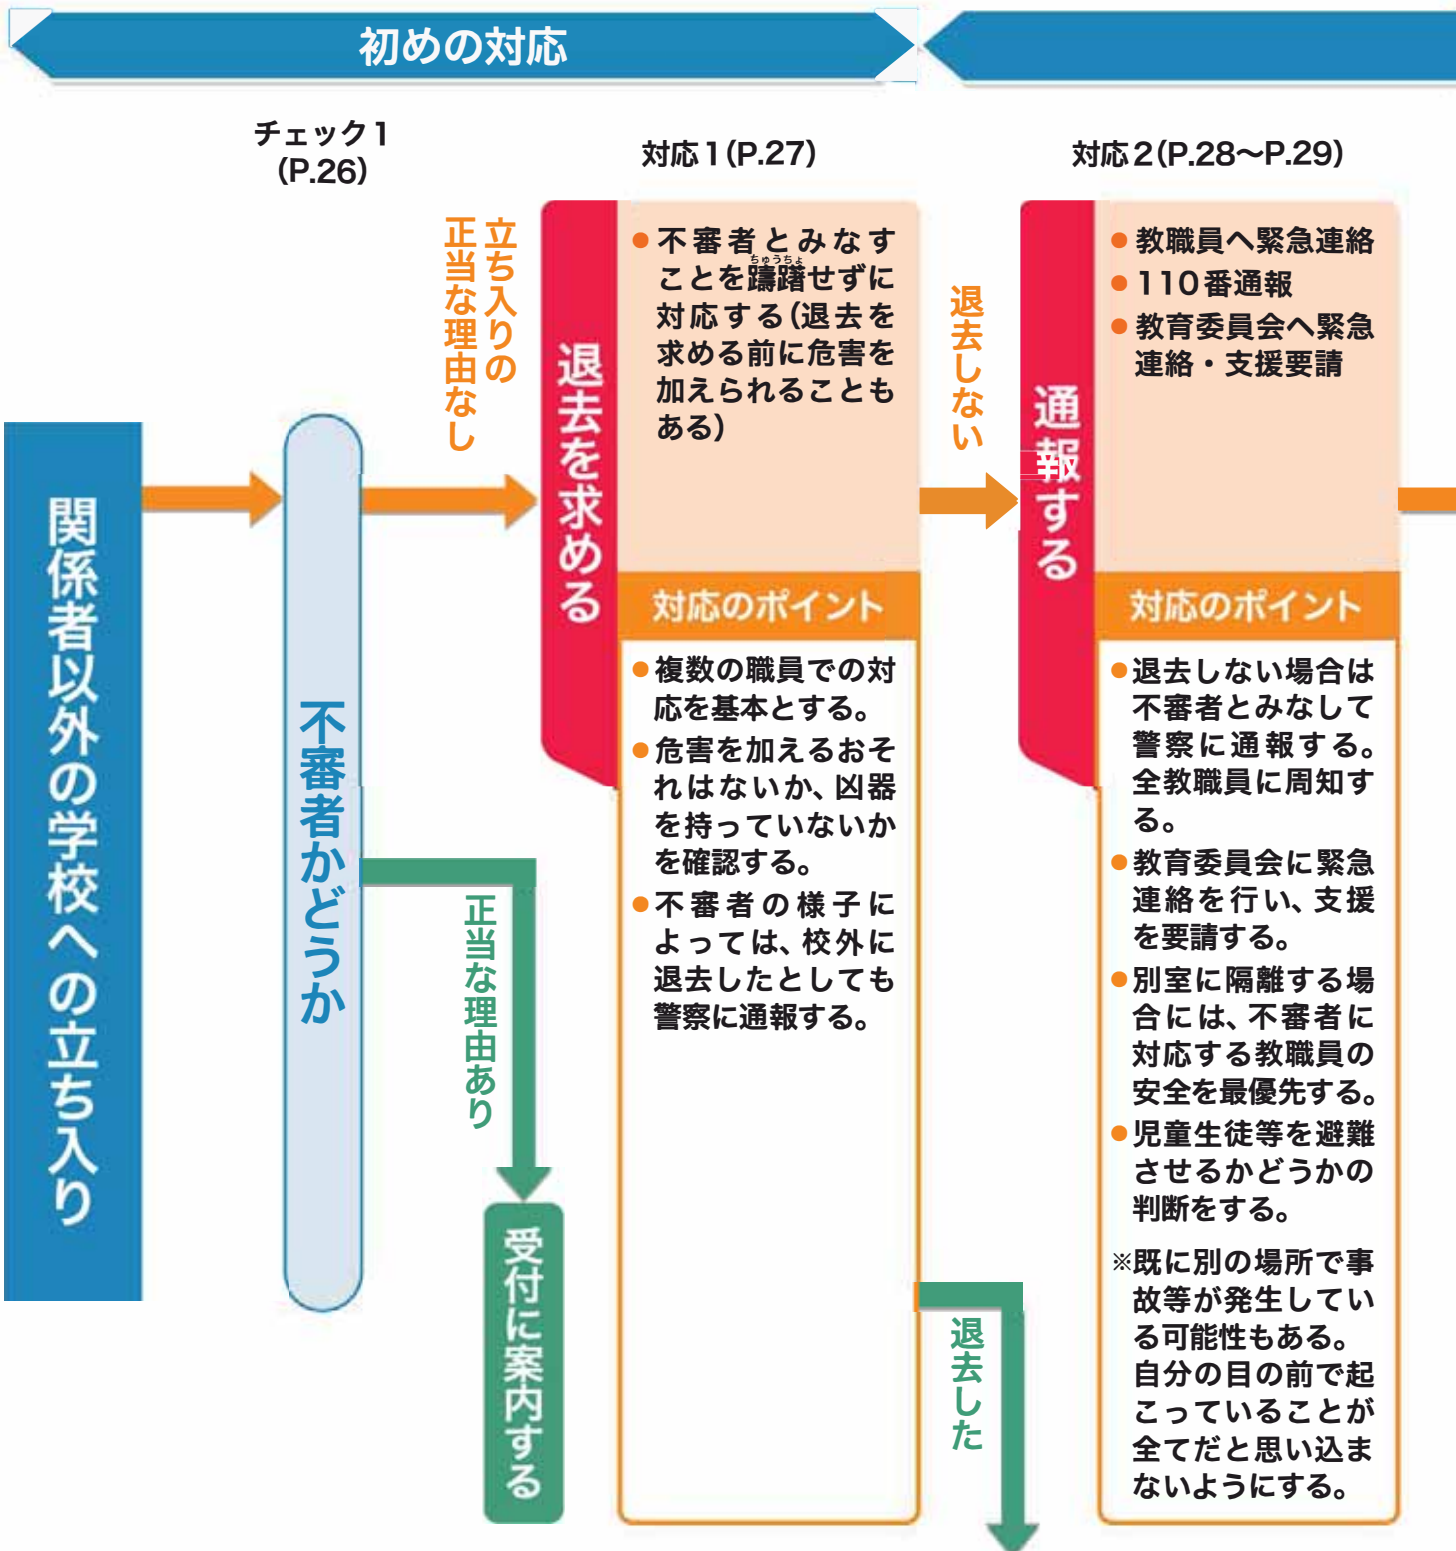 初めの対応
チェック1
(P.26)
対応1(P.27)
対応2(P.28〜P.29)
関係者以外の学校への立ち入り
不審者かどうか
立ち入りの
正当な理由なし
正当な理由あり
受付に案内する
退去を求める
●不審者とみなす
ちゅうちょ
ことを躊躇せずに
対応する(退去を
求める前に危害を
加えられることも
ある)
対応のポイント
●複数の職員での対
応を基本とする。
●危害を加えるおそ
れはないか、凶器
を持っていないか
を確認する。
●不審者の様子に
よっては、校外に
退去したとしても
警察に通報する。
退去しない
退去した
通報する
●教職員へ緊急連絡
●110番通報
●教育委員会へ緊急
連絡・支援要請
対応のポイント
●退去しない場合は
不審者とみなして
警察に通報する。
全教職員に周知す
る。
●教育委員会に緊急
連絡を行い、支援
を要請する。
●別室に隔離する場
合には、不審者に
対応する教職員の
安全を最優先する。
●児童生徒等を避難
させるかどうかの
判断をする。
※既に別の場所で事
故等が発生してい
る可能性もある。
自分の目の前で起
こっていることが
全てだと思い込ま
ないようにする。